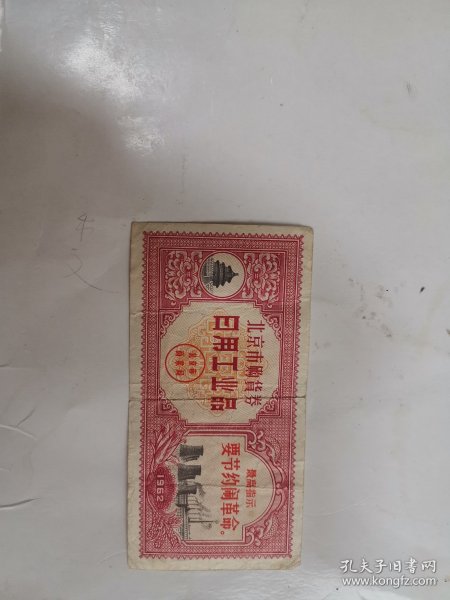 北京市购货券
日用工业品
最高指示
要节约闹革命。
1962
孔夫子旧书网
www.kongfz.com